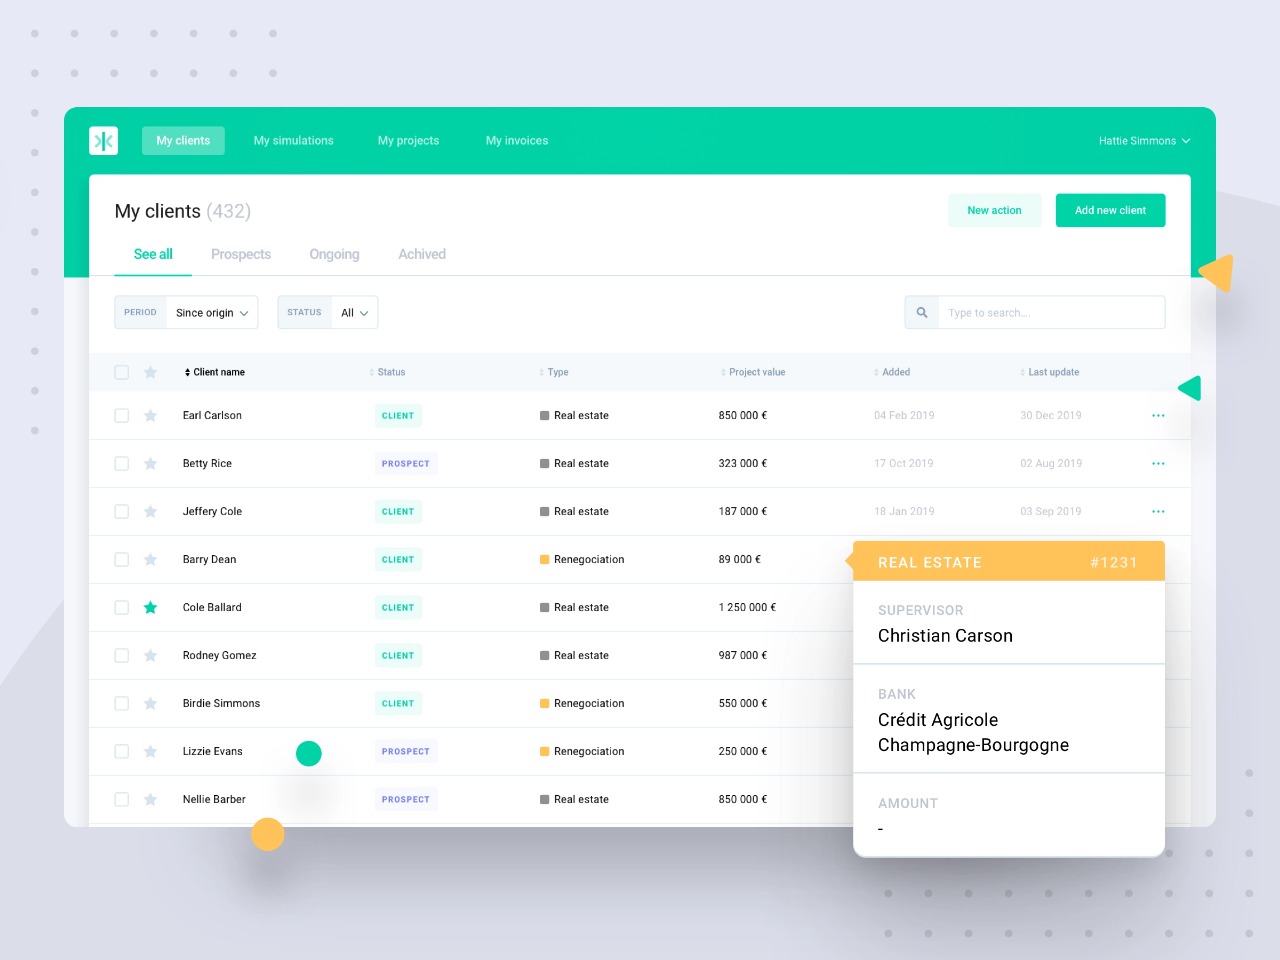 My clients My simulations My projects My invoices Hattie Simmons
My clients (432) New action Add new client
See all Prospects Ongoing Achived
PERIOD Since origin STATUS All Type to search....
Client name Status Type Project value Added Last update
Earl Carlson CLIENT Real estate 850 000 € 04 Feb 2019 30 Dec 2019
Betty Rice PROSPECT Real estate 323 000 € 17 Oct 2019 02 Aug 2019
Jeffery Cole CLIENT Real estate 187 000 € 18 Jan 2019 03 Sep 2019
Barry Dean CLIENT Renegociation 89 000 €
Cole Ballard CLIENT Real estate 1 250 000 €
Rodney Gomez CLIENT Real estate 987 000 €
Birdie Simmons CLIENT Renegociation 550 000 €
Lizzie Evans PROSPECT Renegociation 250 000 €
Nellie Barber PROSPECT Real estate 850 000 €
REAL ESTATE #1231
SUPERVISOR
Christian Carson
BANK
Crédit Agricole
Champagne-Bourgogne
AMOUNT
-